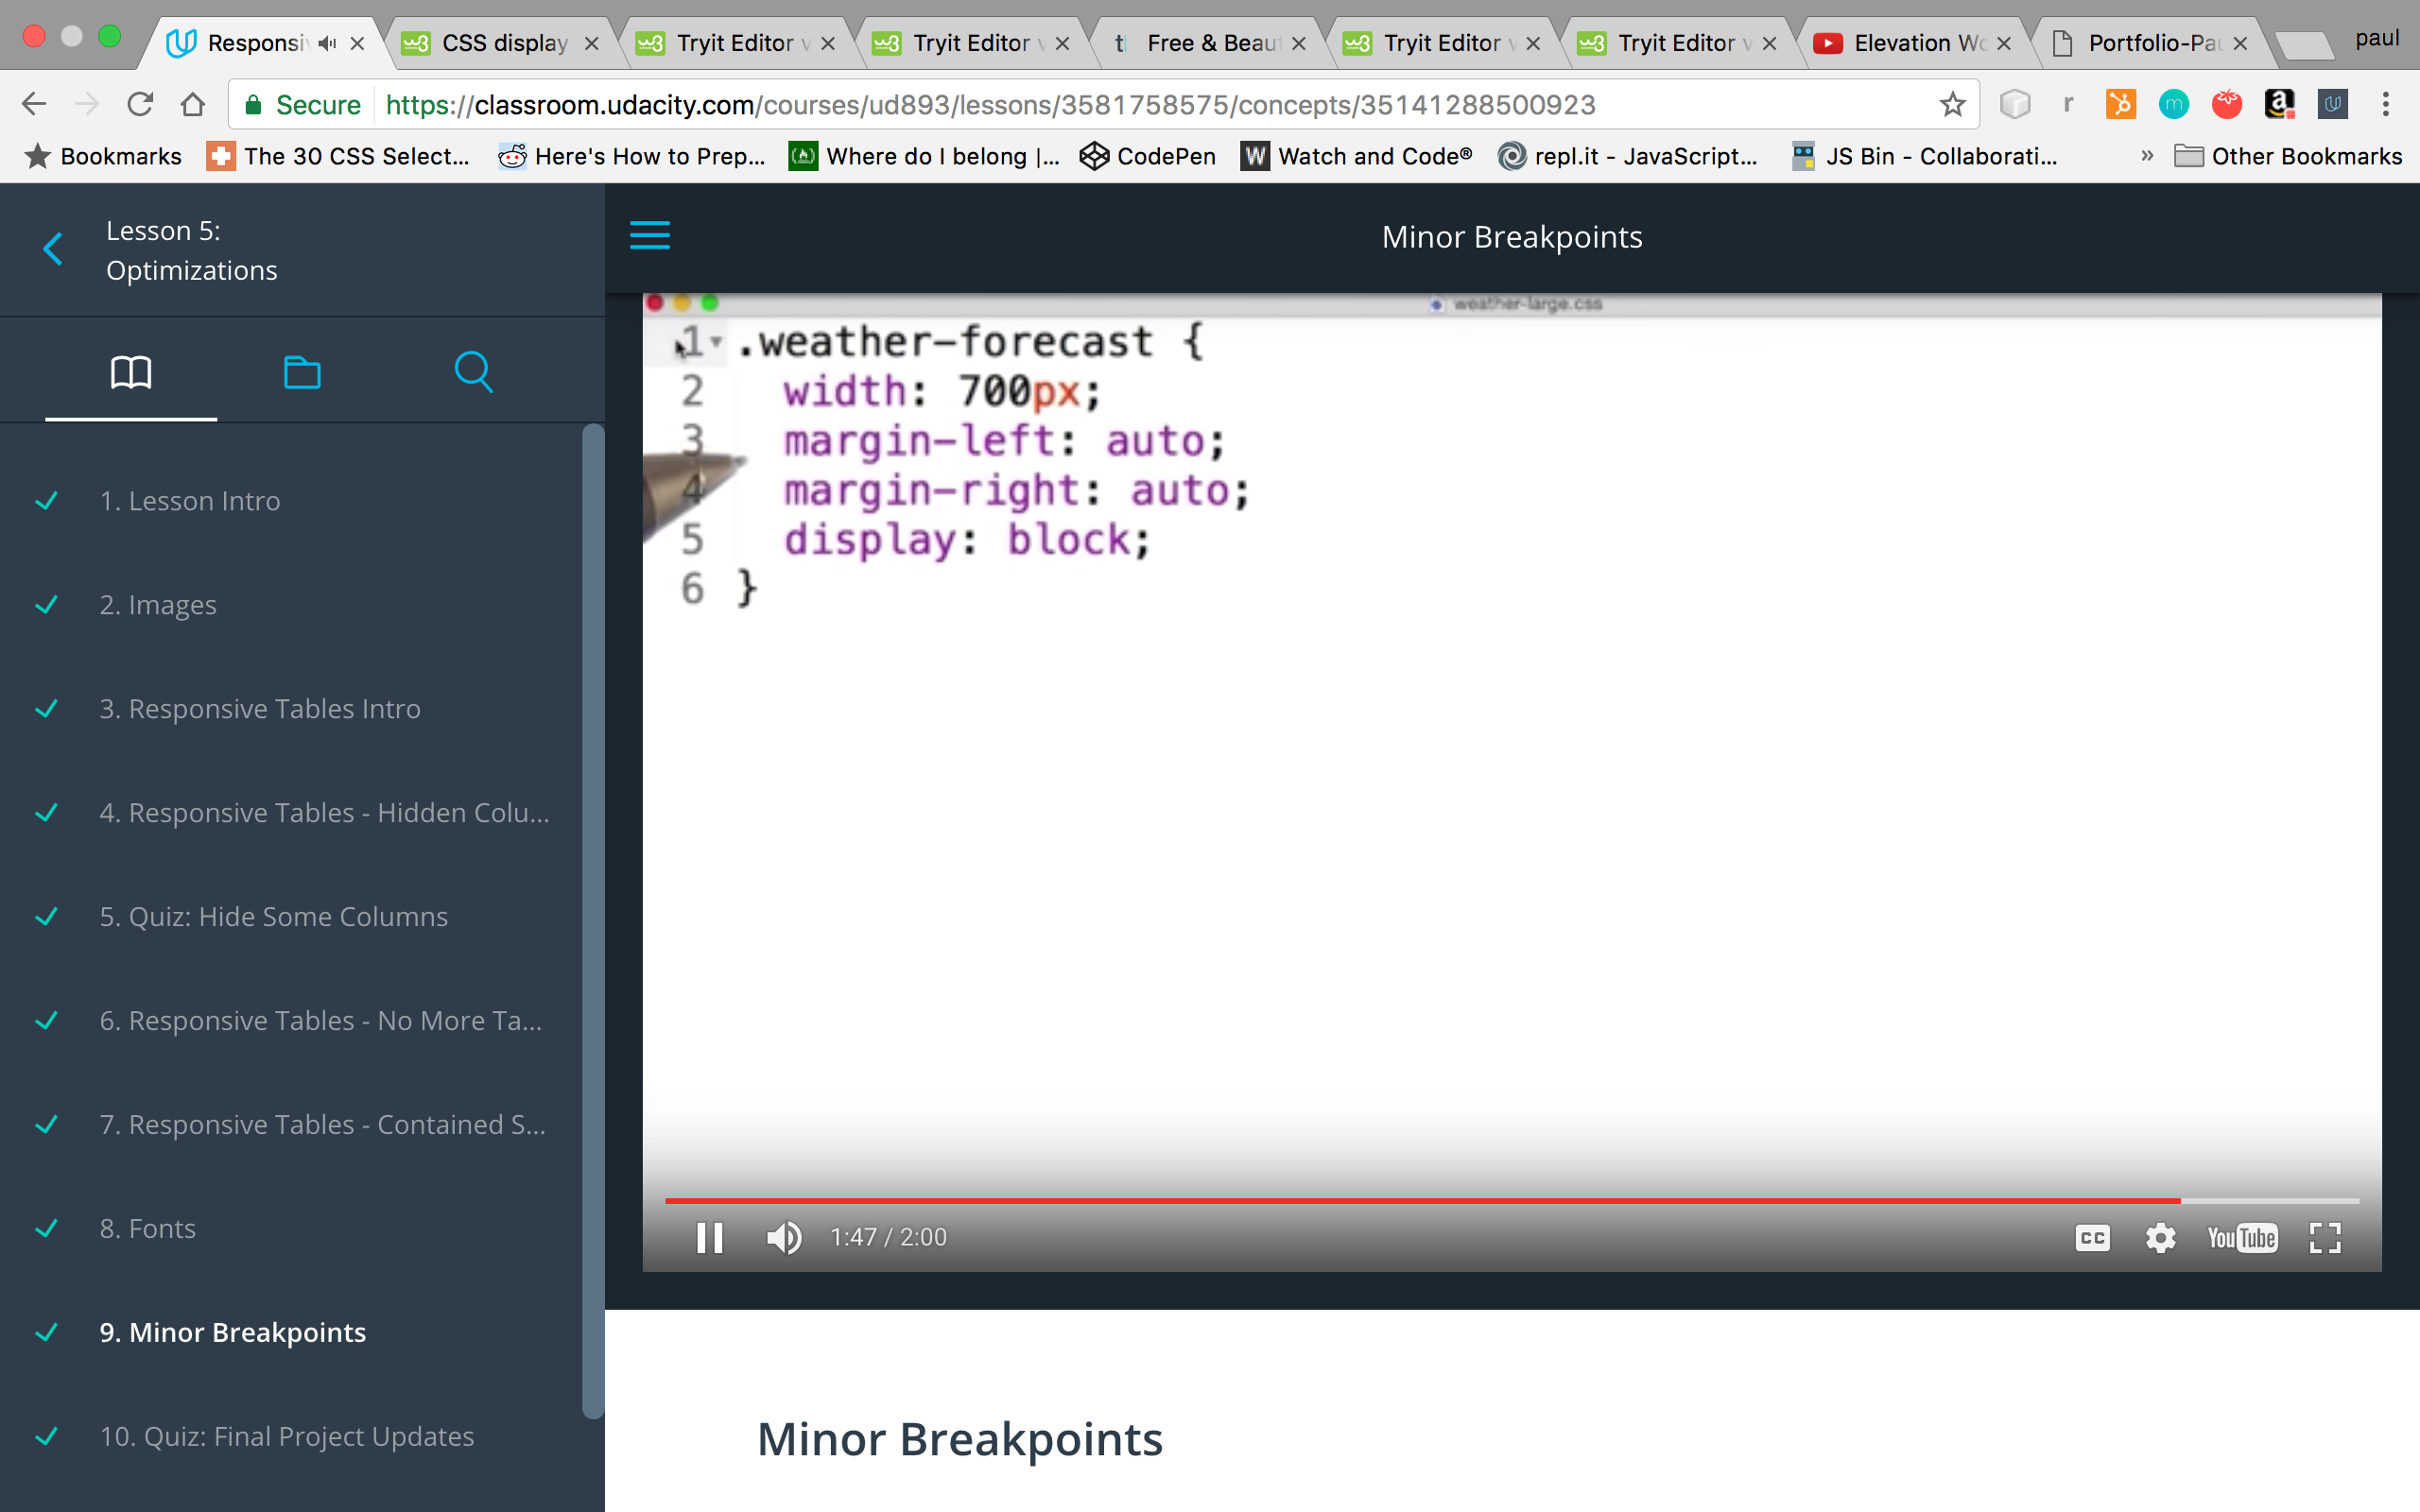 Responsi
CSS display
Tryit Editor v
Tryit Editor v
Free & Beau
Tryit Editor v
Tryit Editor v
Elevation Wo
Portfolio-Pau
paul
Secure https://classroom.udacity.com/courses/ud893/lessons/3581758575/concepts/35141288500923
r
m
a
Bookmarks
The 30 CSS Select...
Here's How to Prep...
Where do I belong |...
CodePen
W Watch and Code®
repl.it - JavaScript...
JS Bin - Collaborati...
»
Other Bookmarks
Lesson 5:
Optimizations
1. Lesson Intro
2. Images
3. Responsive Tables Intro
4. Responsive Tables - Hidden Colu...
5. Quiz: Hide Some Columns
6. Responsive Tables - No More Ta...
7. Responsive Tables - Contained S...
8. Fonts
9. Minor Breakpoints
10. Quiz: Final Project Updates
Minor Breakpoints
weather-large.css
1 .weather-forecast {
2 width: 700px;
3 margin-left: auto;
4 margin-right: auto;
5 display: block;
6 }
1:47 / 2:00
CC
YouTube
Minor Breakpoints